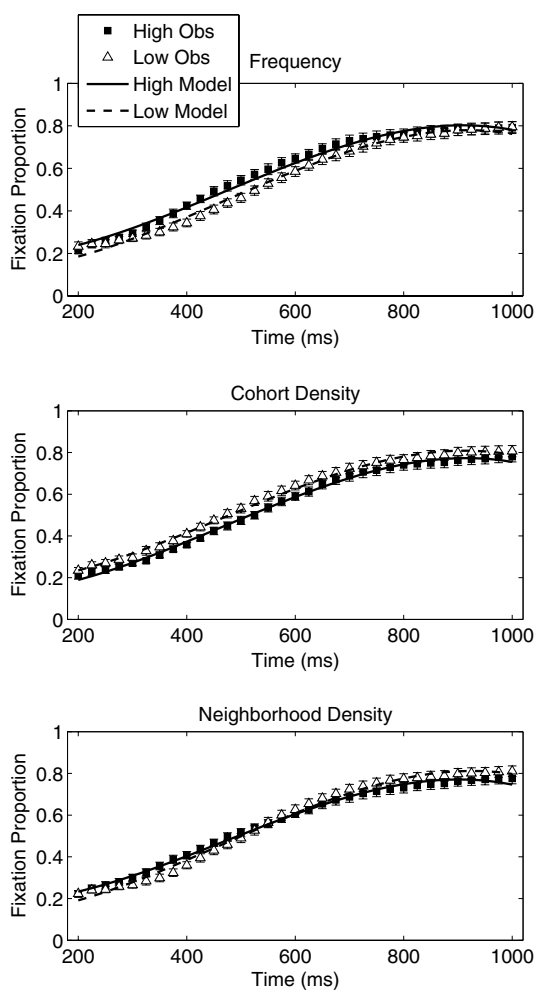 High Obs
Low Obs
High Model
Low Model
Frequency
1
0.8
0.6
0.4
0.2
0
Fixation Proportion
200 400 600 800 1000
Time (ms)
Cohort Density
1
0.8
0.6
0.4
0.2
0
Fixation Proportion
200 400 600 800 1000
Time (ms)
Neighborhood Density
1
0.8
0.6
0.4
0.2
0
Fixation Proportion
200 400 600 800 1000
Time (ms)